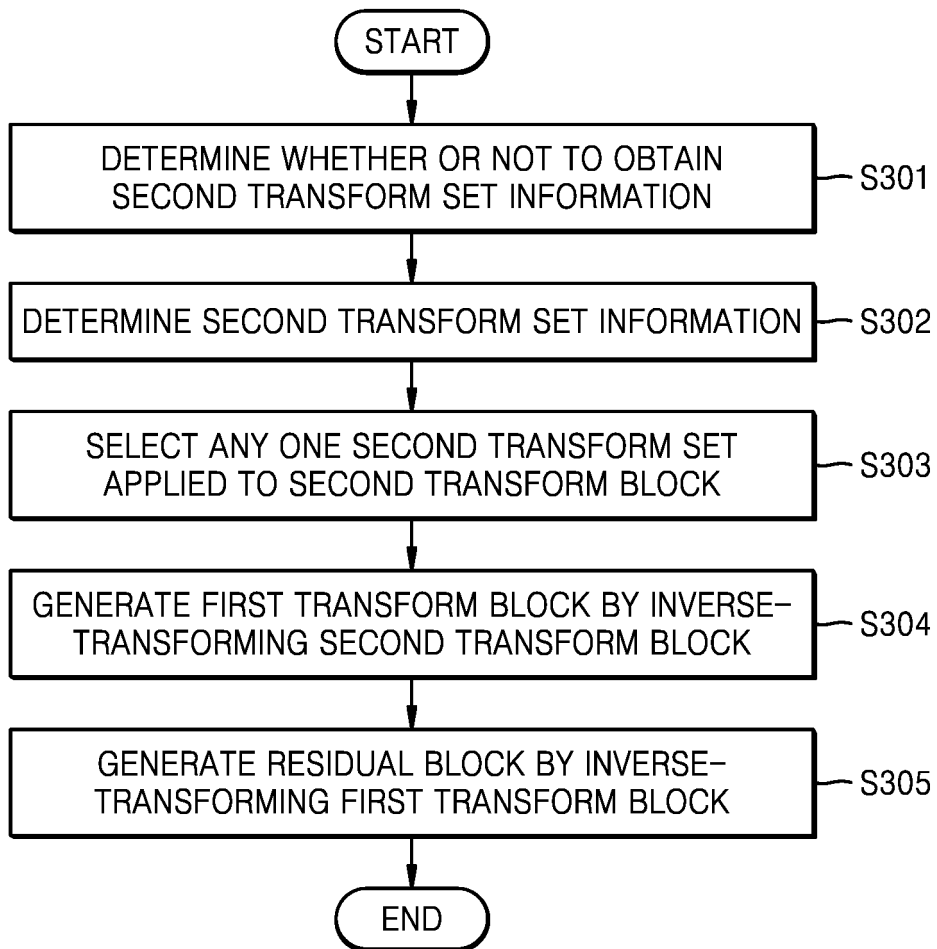 START
DETERMINE WHETHER OR NOT TO OBTAIN
SECOND TRANSFORM SET INFORMATION
S301
DETERMINE SECOND TRANSFORM SET INFORMATION
S302
SELECT ANY ONE SECOND TRANSFORM SET
APPLIED TO SECOND TRANSFORM BLOCK
S303
GENERATE FIRST TRANSFORM BLOCK BY INVERSE-
TRANSFORMING SECOND TRANSFORM BLOCK
S304
GENERATE RESIDUAL BLOCK BY INVERSE-
TRANSFORMING FIRST TRANSFORM BLOCK
S305
END